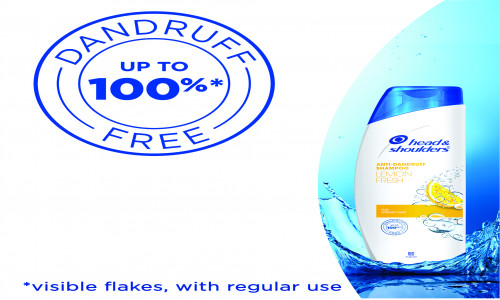 DANDRUFF
UP TO
100%*
FREE
head&
shoulders
ANTI-DANDRUFF
SHAMPOO
LEMON
FRESH
*visible flakes, with regular use